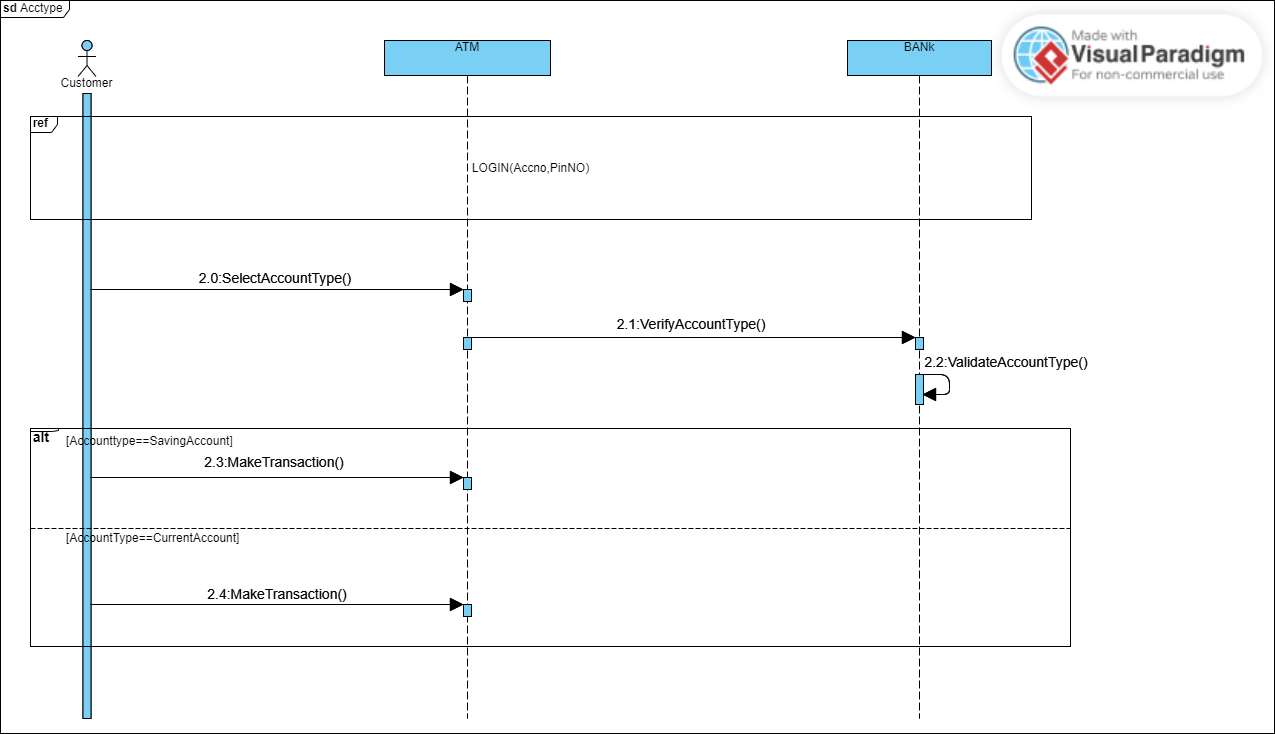 sd Acctype
Customer
ATM
BANk
Made with
Visual Paradigm
For non-commercial use
ref
LOGIN(Accno,PinNO)
2.0:SelectAccountType()
2.1:VerifyAccountType()
2.2:ValidateAccountType()
alt
[Accounttype==SavingAccount]
2.3:MakeTransaction()
[AccountType==CurrentAccount]
2.4:MakeTransaction()